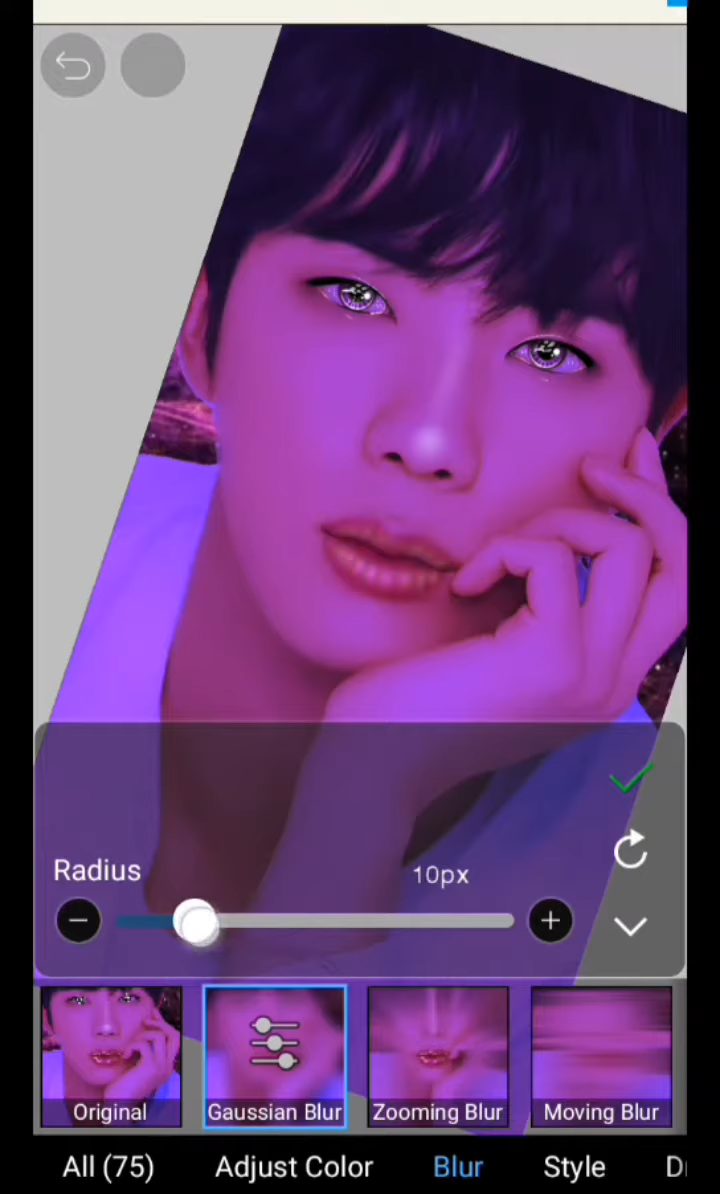 Radius
10px
Original
Gaussian Blur
Zooming Blur
Moving Blur
All (75)
Adjust Color
Blur
Style